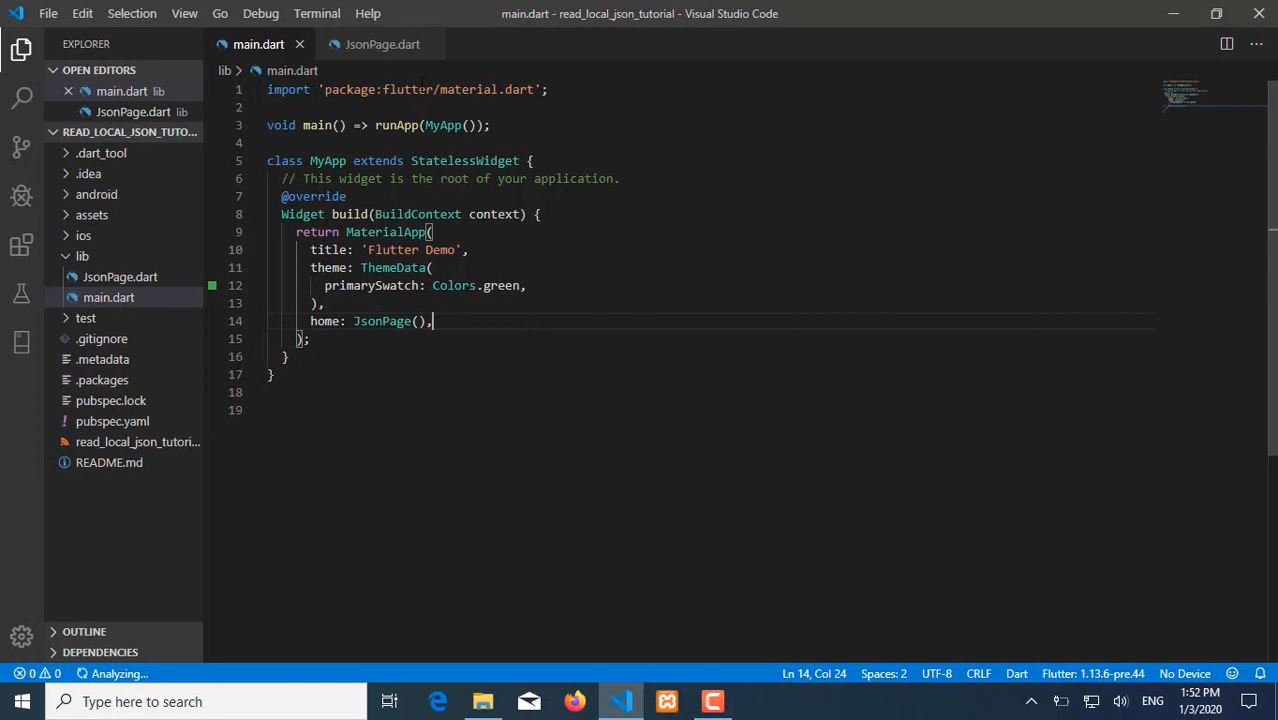 File Edit Selection View Go Debug Terminal Help
main.dart - read_local_json_tutorial - Visual Studio Code
EXPLORER
main.dart
JsonPage.dart
OPEN EDITORS
main.dart lib
JsonPage.dart lib
READ_LOCAL_JSON_TUTO...
.dart_tool
.idea
android
assets
ios
lib
JsonPage.dart
main.dart
test
.gitignore
.metadata
.packages
pubspec.lock
pubspec.yaml
read_local_json_tutori...
README.md
OUTLINE
DEPENDENCIES
lib > main.dart
1 import 'package:flutter/material.dart';
2
3 void main() => runApp(MyApp());
4
5 class MyApp extends StatelessWidget {
6 // This widget is the root of your application.
7 @override
8 Widget build(BuildContext context) {
9 return MaterialApp(
10 title: 'Flutter Demo',
11 theme: ThemeData(
12 primarySwatch: Colors.green,
13 ),
14 home: JsonPage(),
15 );
16 }
17 }
18
19
0 0 Analyzing...
Ln 14, Col 24 Spaces: 2 UTF-8 CRLF Dart Flutter: 1.13.6-pre.44 No Device
Type here to search
ENG
1:52 PM
1/3/2020